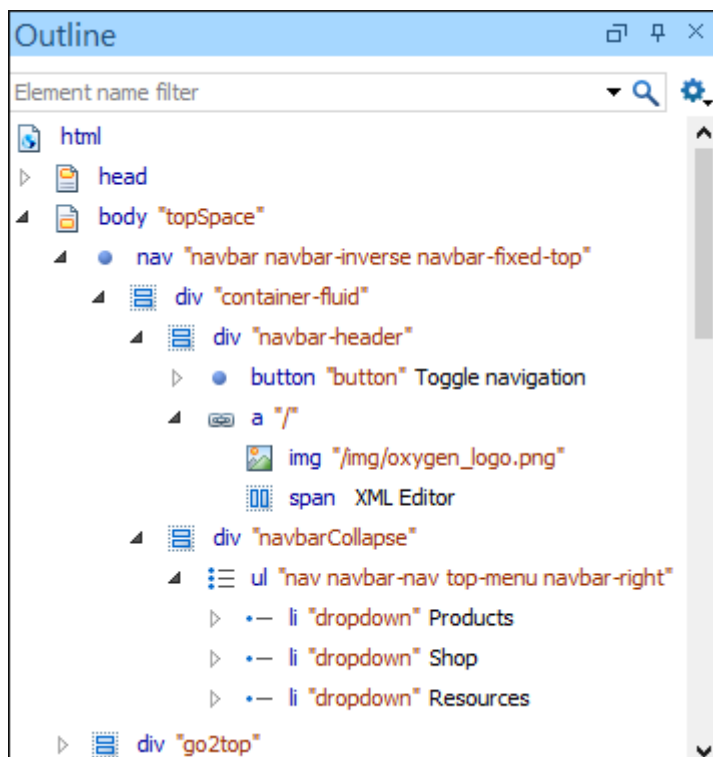 Outline
Element name filter
html
head
body "topSpace"
nav "navbar navbar-inverse navbar-fixed-top"
div "container-fluid"
div "navbar-header"
button "button" Toggle navigation
a "/"
img "/img/oxygen_logo.png"
span XML Editor
div "navbarCollapse"
ul "nav navbar-nav top-menu navbar-right"
li "dropdown" Products
li "dropdown" Shop
li "dropdown" Resources
div "go2top"